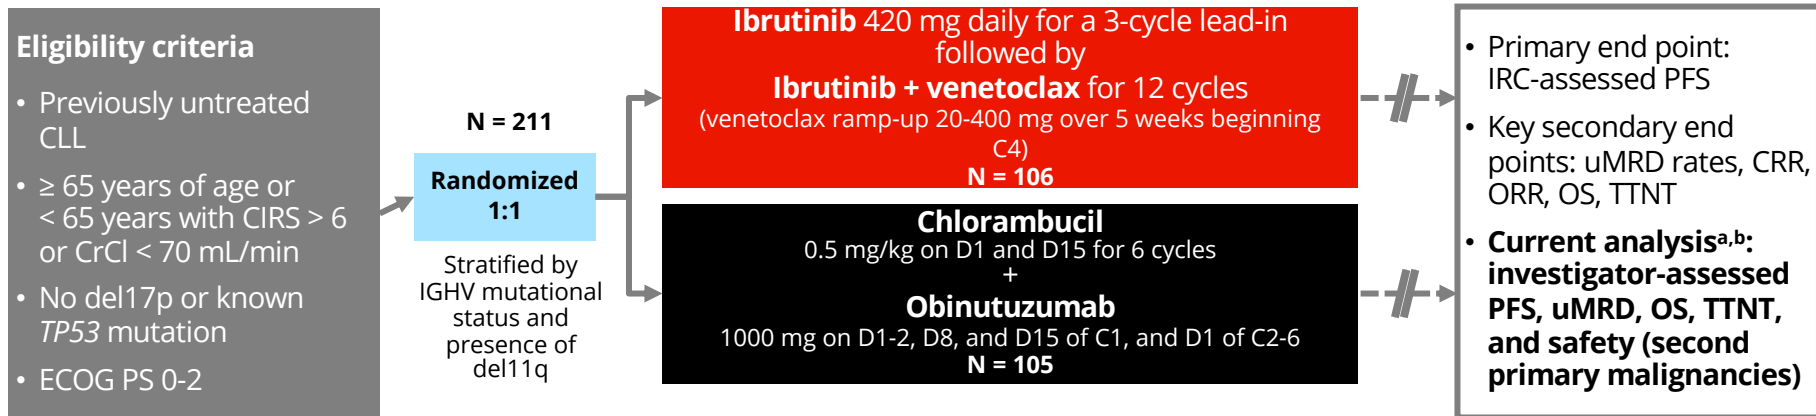 Eligibility criteria
• Previously untreated
CLL
• ≥ 65 years of age or
< 65 years with CIRS > 6
or CrCl < 70 mL/min
• No del17p or known
TP53 mutation
• ECOG PS 0-2
N = 211
Randomized
1:1
Stratified by
IGHV mutational
status and
presence of
del11q
Ibrutinib 420 mg daily for a 3-cycle lead-in
followed by
Ibrutinib + venetoclax for 12 cycles
(venetoclax ramp-up 20-400 mg over 5 weeks beginning
C4)
N = 106
Chlorambucil
0.5 mg/kg on D1 and D15 for 6 cycles
+
Obinutuzumab
1000 mg on D1-2, D8, and D15 of C1, and D1 of C2-6
N = 105
• Primary end point:
IRC-assessed PFS
• Key secondary end
points: uMRD rates, CRR,
ORR, OS, TTNT
• Current analysisa,b:
investigator-assessed
PFS, uMRD, OS, TTNT,
and safety (second
primary malignancies)